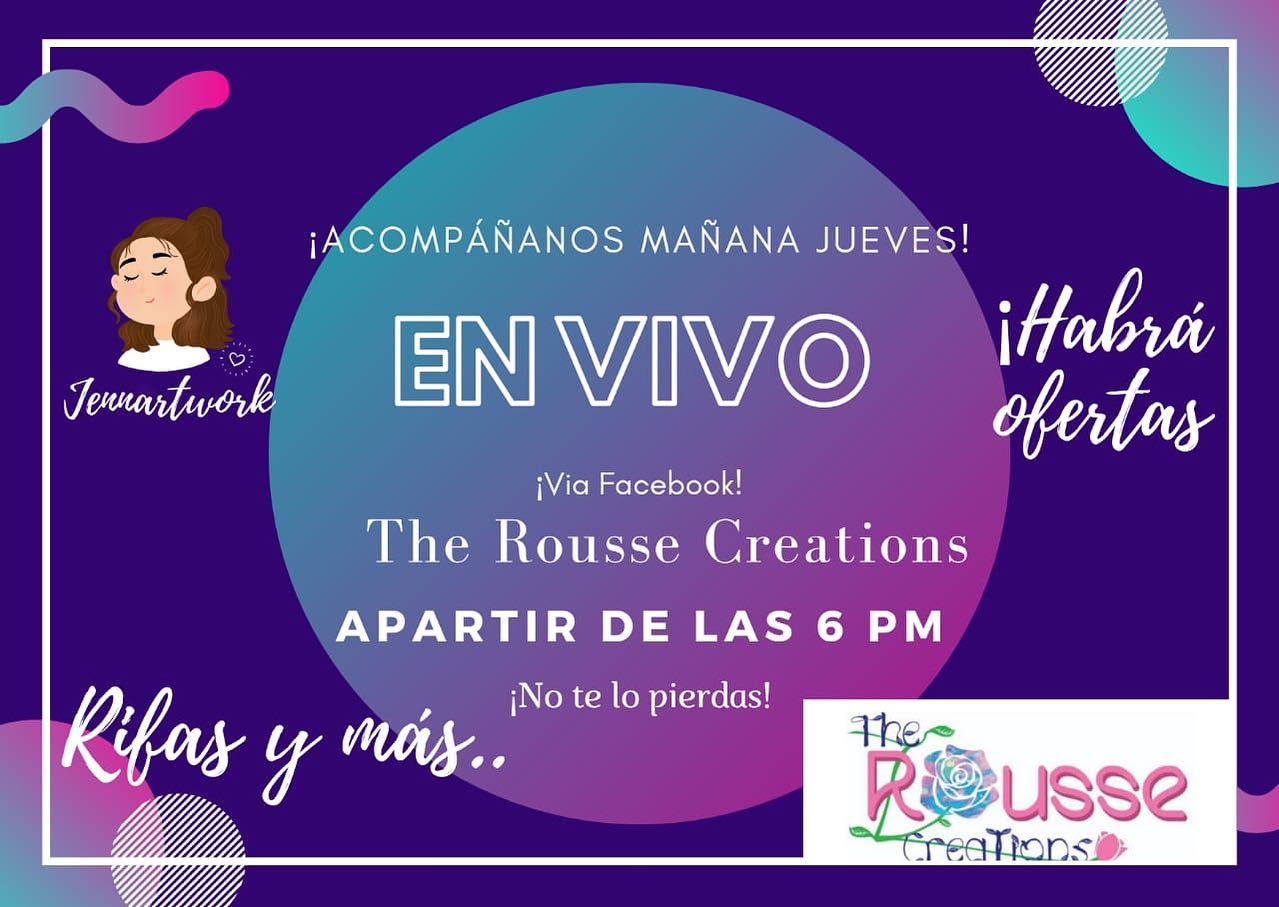 ¡ACOMPÁÑANOS MAÑANA JUEVES!
EN VIVO
Jennartwork
¡Habrá
ofertas
¡Via Facebook!
The Rousse Creations
APARTIR DE LAS 6 PM
¡No te lo pierdas!
Rifas y más..
The
Rousse
Creations